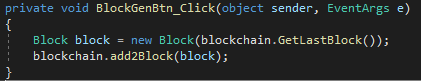 private void BlockGenBtn_Click(object sender, EventArgs e)
{
    Block block = new Block(blockchain.GetLastBlock());
    blockchain.add2Block(block);
}